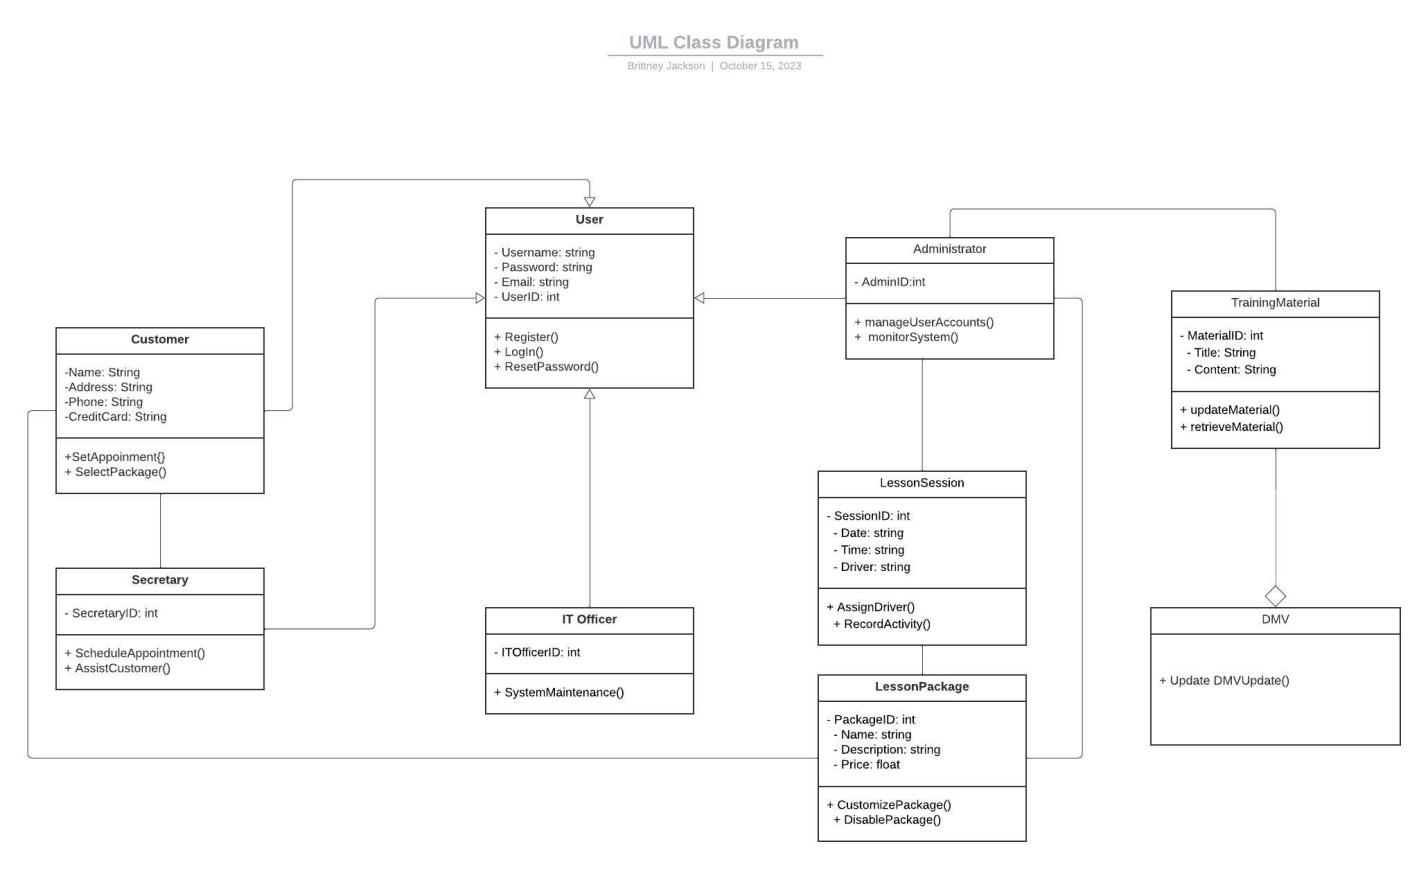 UML Class Diagram
Brittney Jackson | October 15, 2023
User
- Username: string
- Password: string
- Email: string
- UserID: int
+ Register()
+ LogIn()
+ ResetPassword()
Administrator
- AdminID:int
+ manageUserAccounts()
+ monitorSystem()
TrainingMaterial
- MaterialID: int
- Title: String
- Content: String
+ updateMaterial()
+ retrieveMaterial()
Customer
-Name: String
-Address: String
-Phone: String
-CreditCard: String
+SetAppoinment{}
+ SelectPackage()
LessonSession
- SessionID: int
- Date: string
- Time: string
- Driver: string
+ AssignDriver()
+ RecordActivity()
Secretary
- SecretaryID: int
+ ScheduleAppointment()
+ AssistCustomer()
IT Officer
- ITOfficerID: int
+ SystemMaintenance()
DMV
+ Update DMVUpdate()
LessonPackage
- PackageID: int
- Name: string
- Description: string
- Price: float
+ CustomizePackage()
+ DisablePackage()